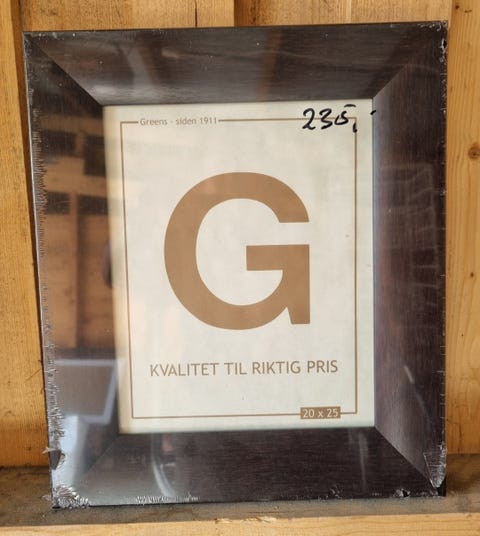 Greens - siden 1911
235,-
G
KVALITET TIL RIKTIG PRIS
20 x 25